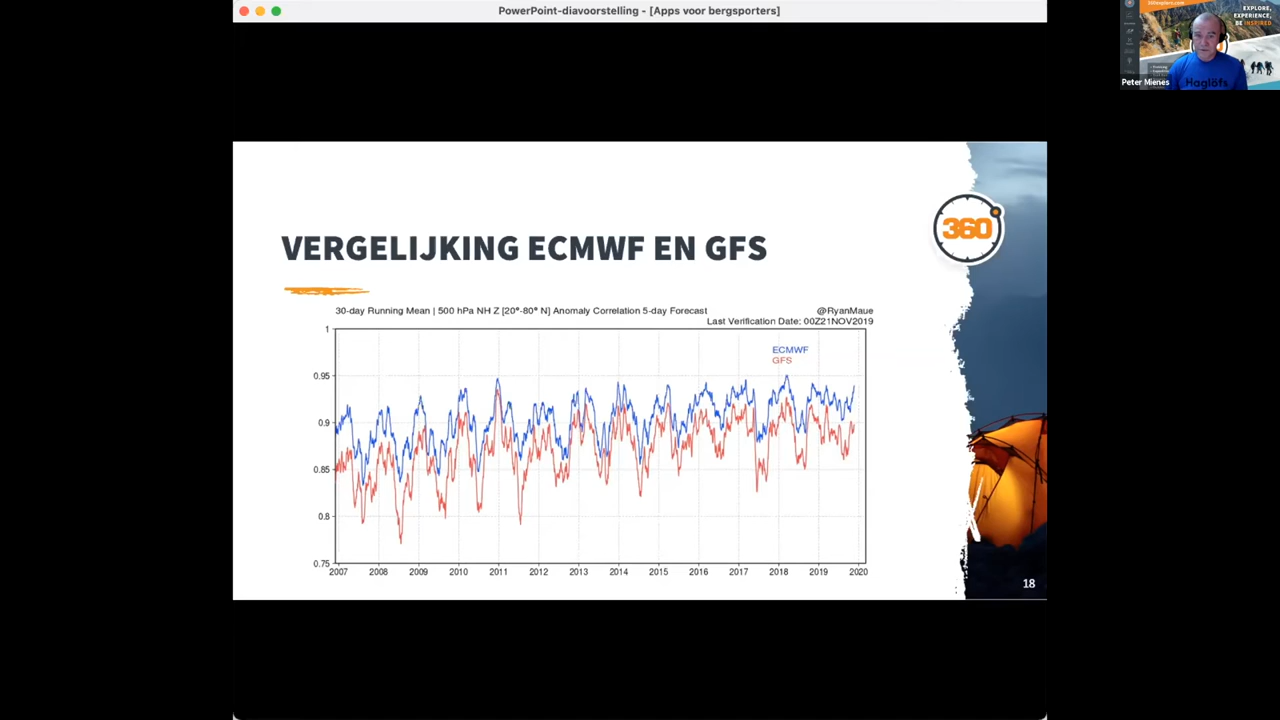 PowerPoint-diavoorstelling - [Apps voor bergsporters]
EXPLORE,
EXPERIENCE,
BE INSPIRED
Haglöfs
Peter Mienes
360
VERGELIJKING ECMWF EN GFS
30-day Running Mean | 500 hPa NH Z [20°-80° N] Anomaly Correlation 5-day Forecast
@RyanMaue
Last Verification Date: 00Z21NOV2019
ECMWF
GFS
1
0.95
0.9
0.85
0.8
0.75
2007 2008 2009 2010 2011 2012 2013 2014 2015 2016 2017 2018 2019 2020
18